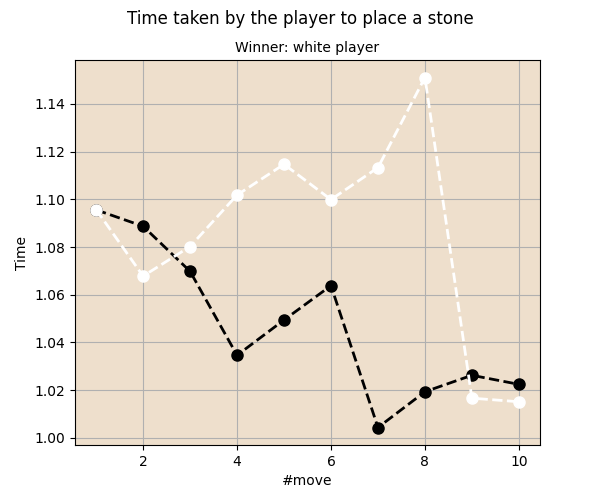 Time taken by the player to place a stone
Winner: white player
1.14
1.12
1.10
1.08
1.06
1.04
1.02
1.00
Time
2 4 6 8 10
#move